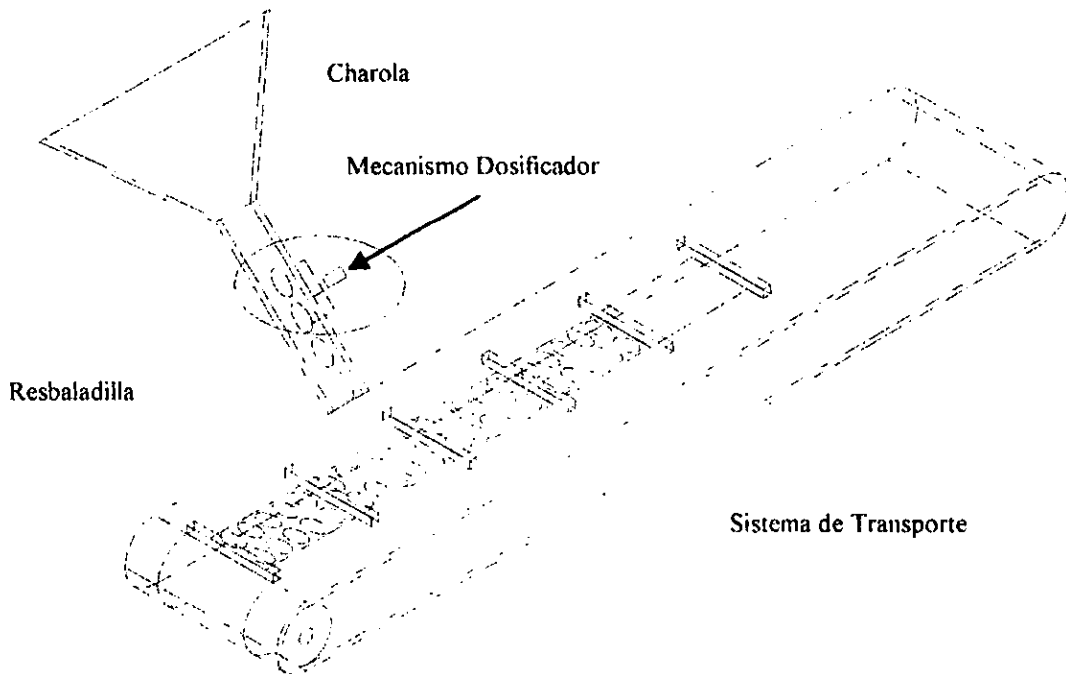 Charola
Mecanismo Dosificador
Resbaladilla
Sistema de Transporte